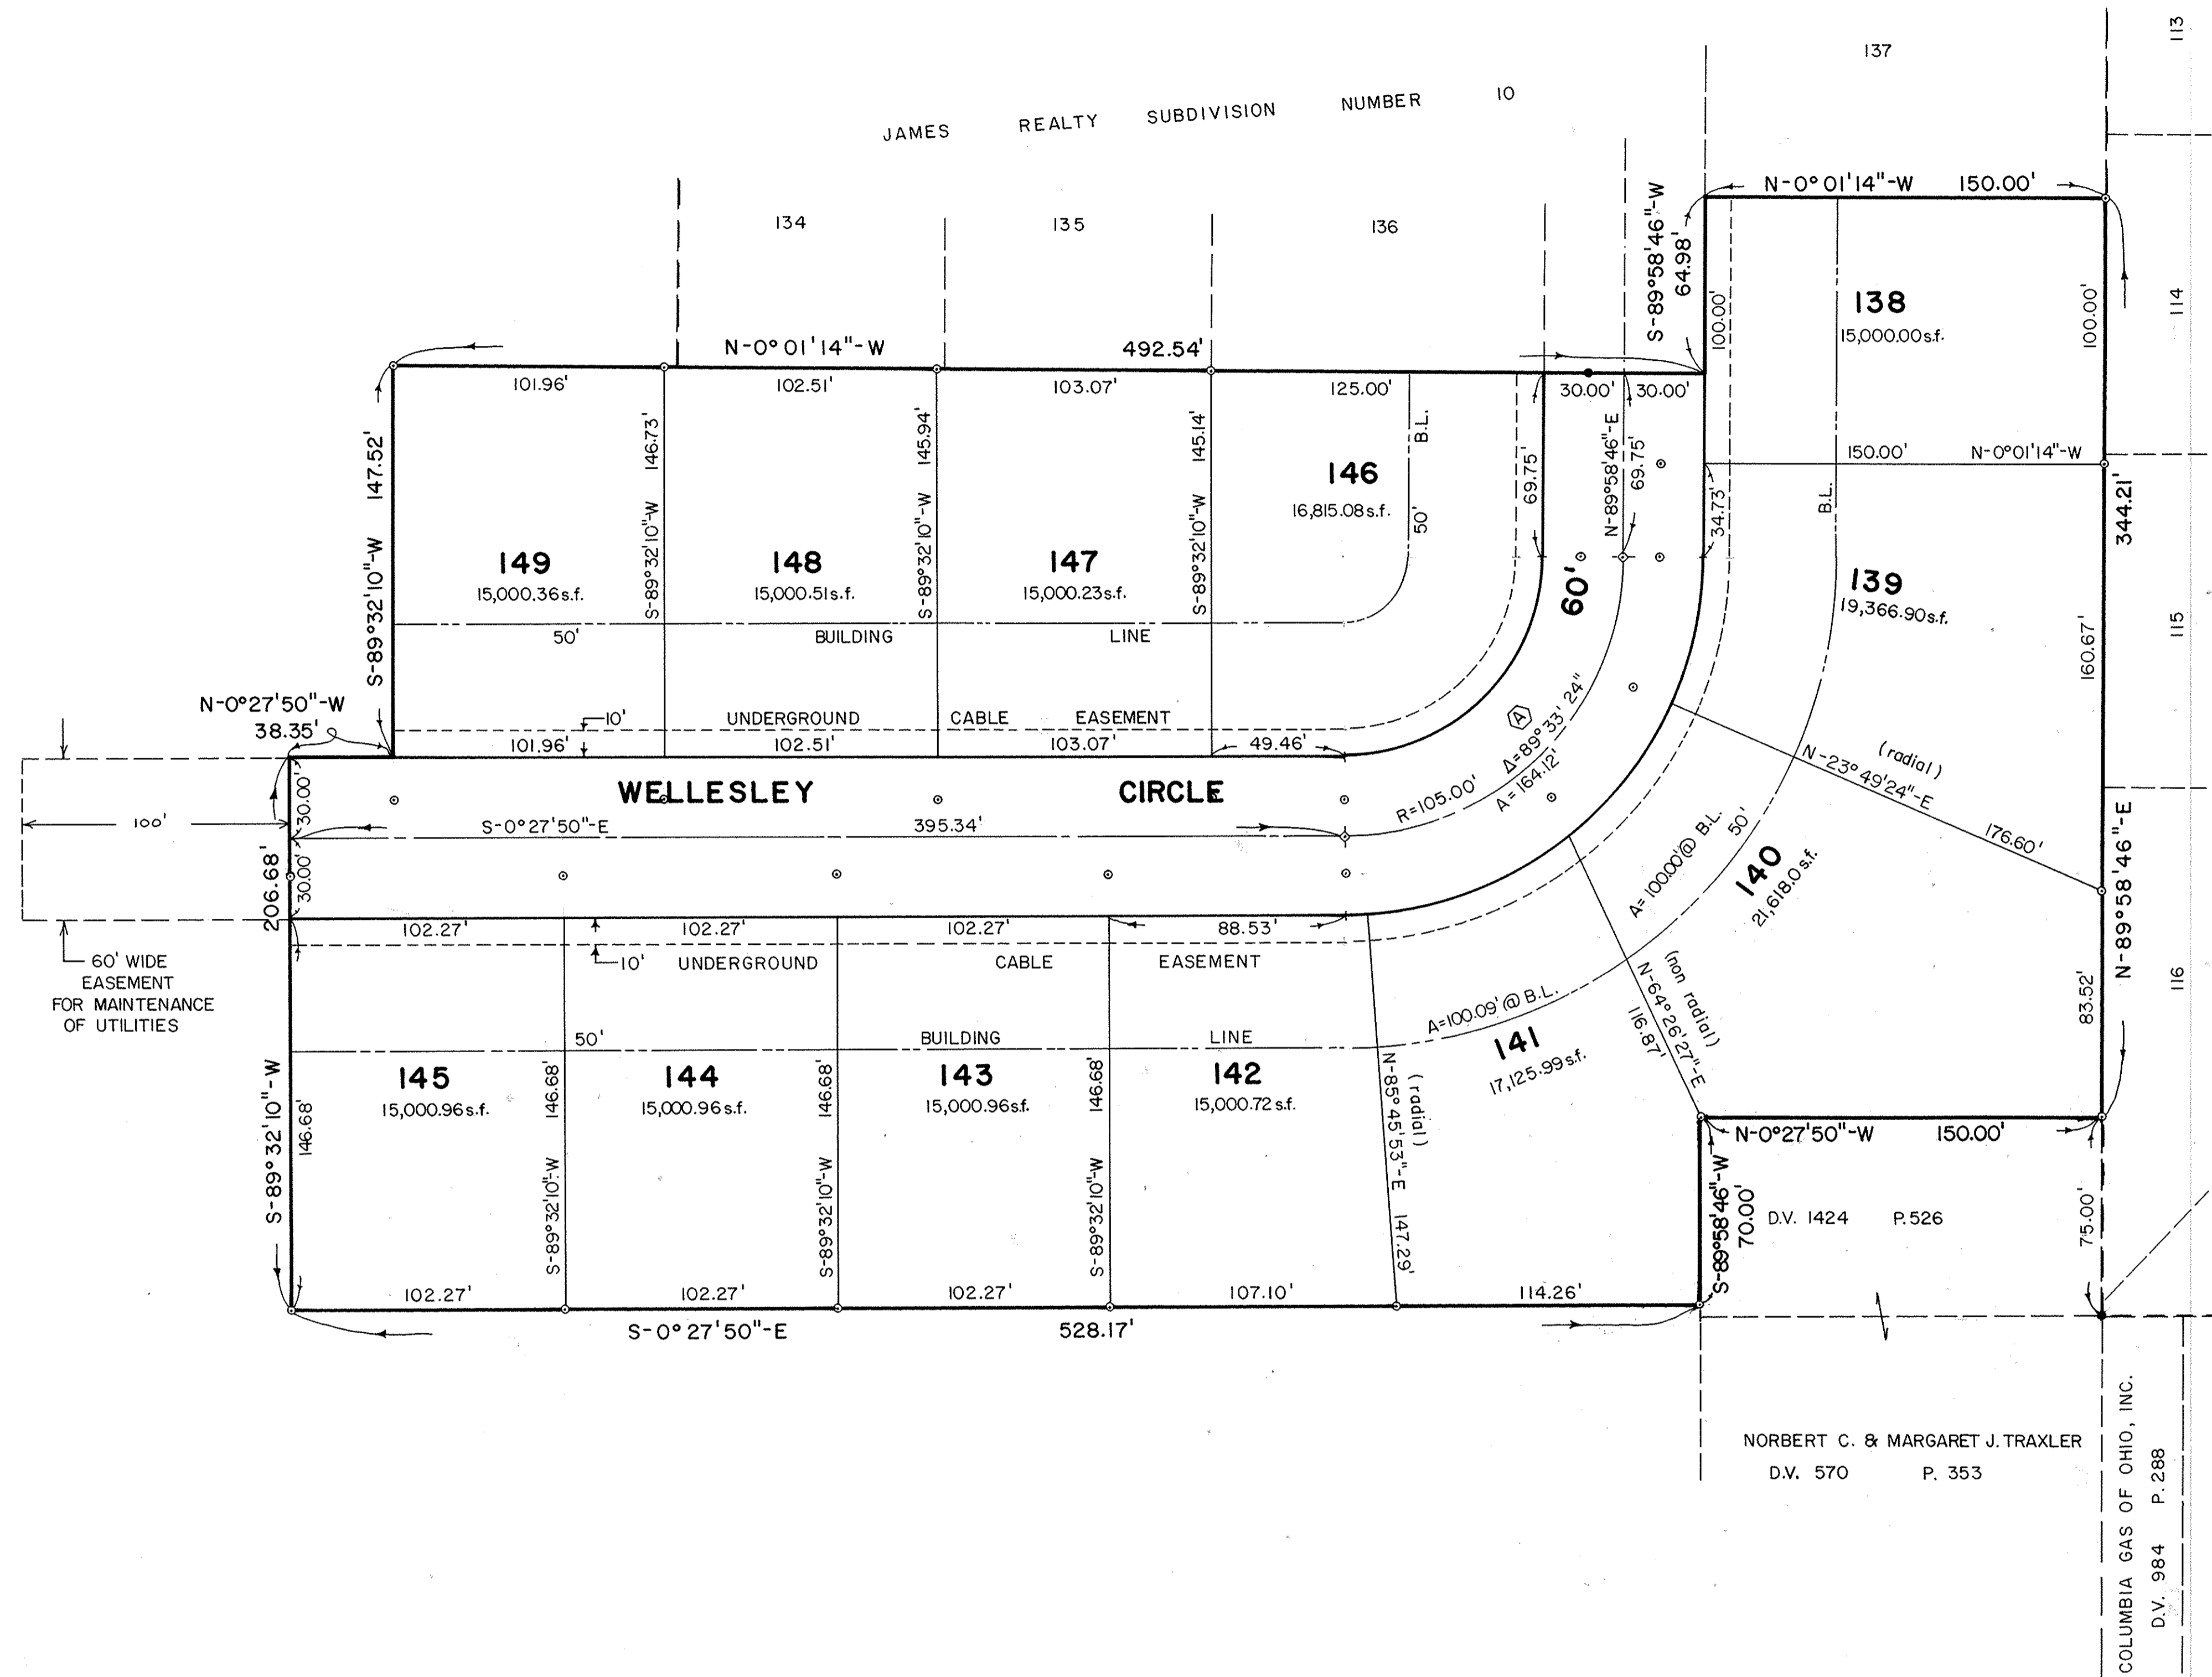 113
137
JAMES REALTY SUBDIVISION NUMBER 10
N-0°01'14"-W 150.00'
134
135
136
S-89°58'46"-W
64.98'
138
15,000.00s.f.
100.00'
100.00'
114
N-0°01'14"-W 492.54'
101.96'
102.51'
103.07'
125.00'
30.00'
30.00'
S-89°32'10"-W 147.52'
S-89°32'10"-W 146.73'
S-89°32'10"-W 145.94'
S-89°32'10"-W 145.14'
B.L.
50'
69.75'
N-89°58'46"-E
69.75'
150.00' N-0°01'14"-W
34.73'
B.L.
344.21'
146
16,815.08s.f.
149
15,000.36s.f.
148
15,000.51s.f.
147
15,000.23s.f.
60'
139
19,366.90s.f.
115
160.67'
50' BUILDING LINE
N-0°27'50"-W
38.35'
10' UNDERGROUND CABLE EASEMENT
101.96'
102.51'
103.07'
49.46'
A
Δ=89°33'24"
A=164.12'
R=105.00'
(radial)
N-23°49'24"-E
176.60'
WELLESLEY CIRCLE
100'
30.00'
S-0°27'50"-E 395.34'
30.00'
206.68'
A=100.00'@ B.L.
50'
140
21,618.0 s.f.
N-89°58'46"-E
102.27'
102.27'
102.27'
88.53'
60' WIDE
EASEMENT
FOR MAINTENANCE
OF UTILITIES
10' UNDERGROUND CABLE EASEMENT
(non radial)
N-64°26'27"-E
116.87'
83.52'
116
A=100.09'@ B.L.
50' BUILDING LINE
141
17,125.99s.f.
145
15,000.96s.f.
144
15,000.96s.f.
143
15,000.96s.f.
142
15,000.72 s.f.
S-89°32'10"-W
146.68'
S-89°32'10"-W 146.68'
S-89°32'10"-W 146.68'
S-89°32'10"-W 146.68'
(radial)
N-85°45'53"-E 147.29'
N-0°27'50"-W 150.00'
S-89°58'46"-W
70.00'
D.V. 1424 P.526
75.00'
102.27'
102.27'
102.27'
107.10'
114.26'
S-0°27'50"-E 528.17'
NORBERT C. & MARGARET J. TRAXLER
D.V. 570 P. 353
COLUMBIA GAS OF OHIO, INC.
D.V. 984 P. 288